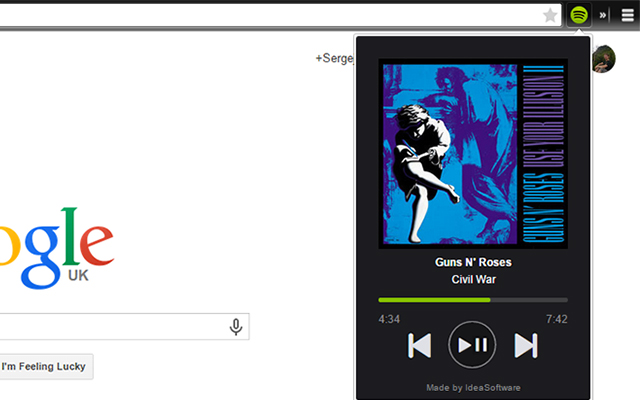 »
+Sergej
USE YOUR ILLUSION II
GUNS N' ROSES
ogle
UK
Guns N' Roses
Civil War
4:34
7:42
I'm Feeling Lucky
Made by IdeaSoftware